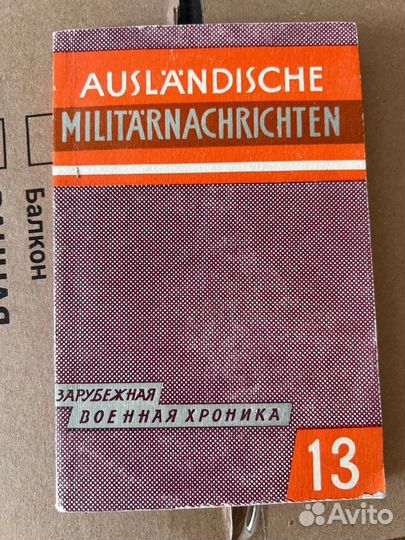 AUSLÄNDISCHE
MILITÄRNACHRICHTEN
Балкон
ЗАРУБЕЖНАЯ
ВОЕННАЯ ХРОНИКА
13
Avito